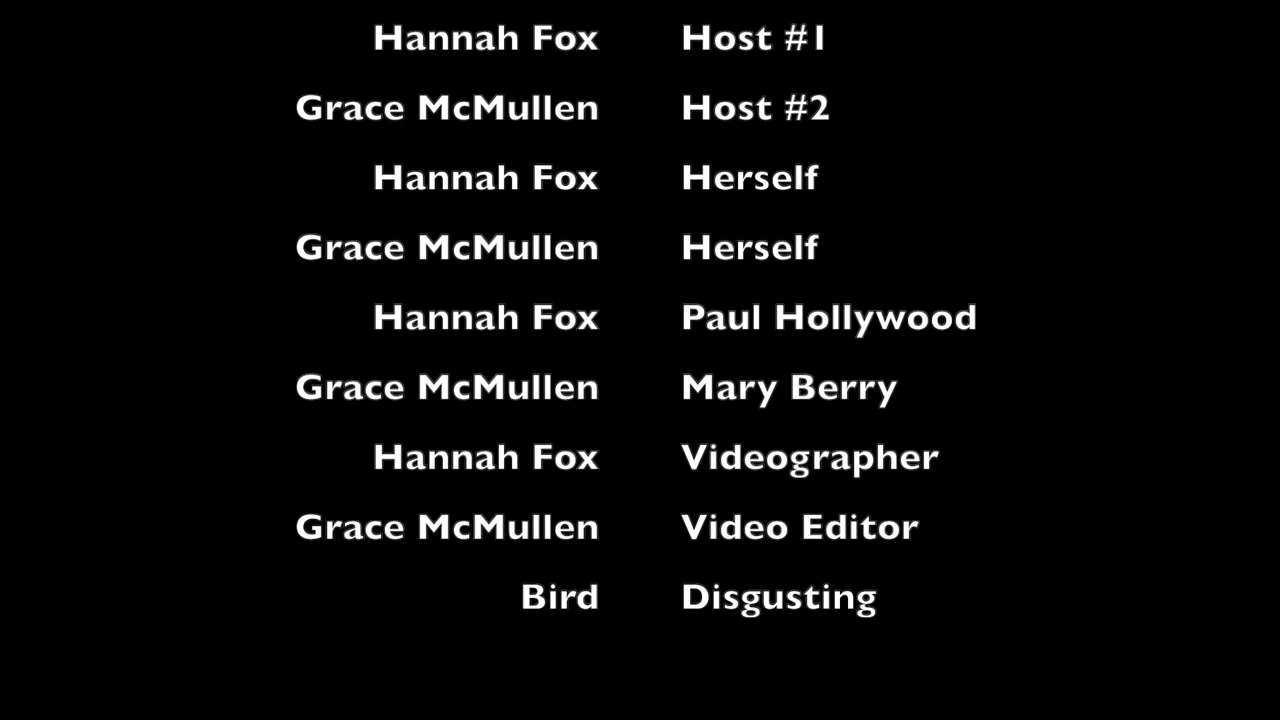 Hannah Fox Host #1
Grace McMullen Host #2
Hannah Fox Herself
Grace McMullen Herself
Hannah Fox Paul Hollywood
Grace McMullen Mary Berry
Hannah Fox Videographer
Grace McMullen Video Editor
Bird Disgusting